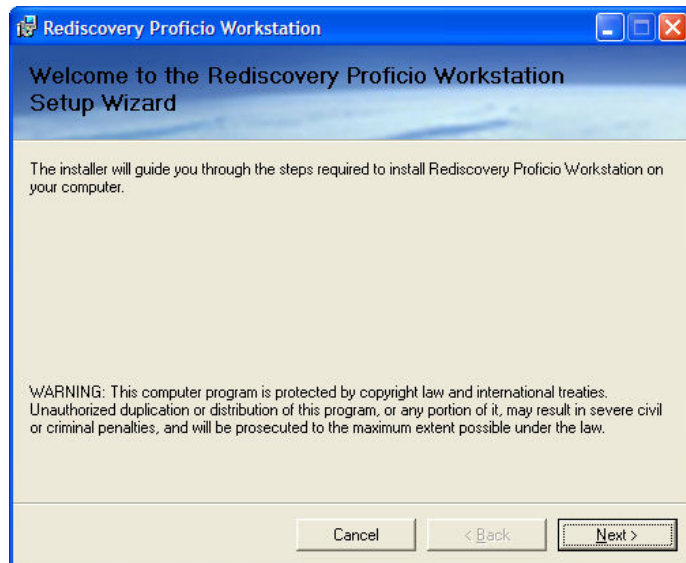 Rediscovery Proficio Workstation
Welcome to the Rediscovery Proficio Workstation
Setup Wizard
The installer will guide you through the steps required to install Rediscovery Proficio Workstation on
your computer.
WARNING: This computer program is protected by copyright law and international treaties.
Unauthorized duplication or distribution of this program, or any portion of it, may result in severe civil
or criminal penalties, and will be prosecuted to the maximum extent possible under the law.
Cancel < Back Next >